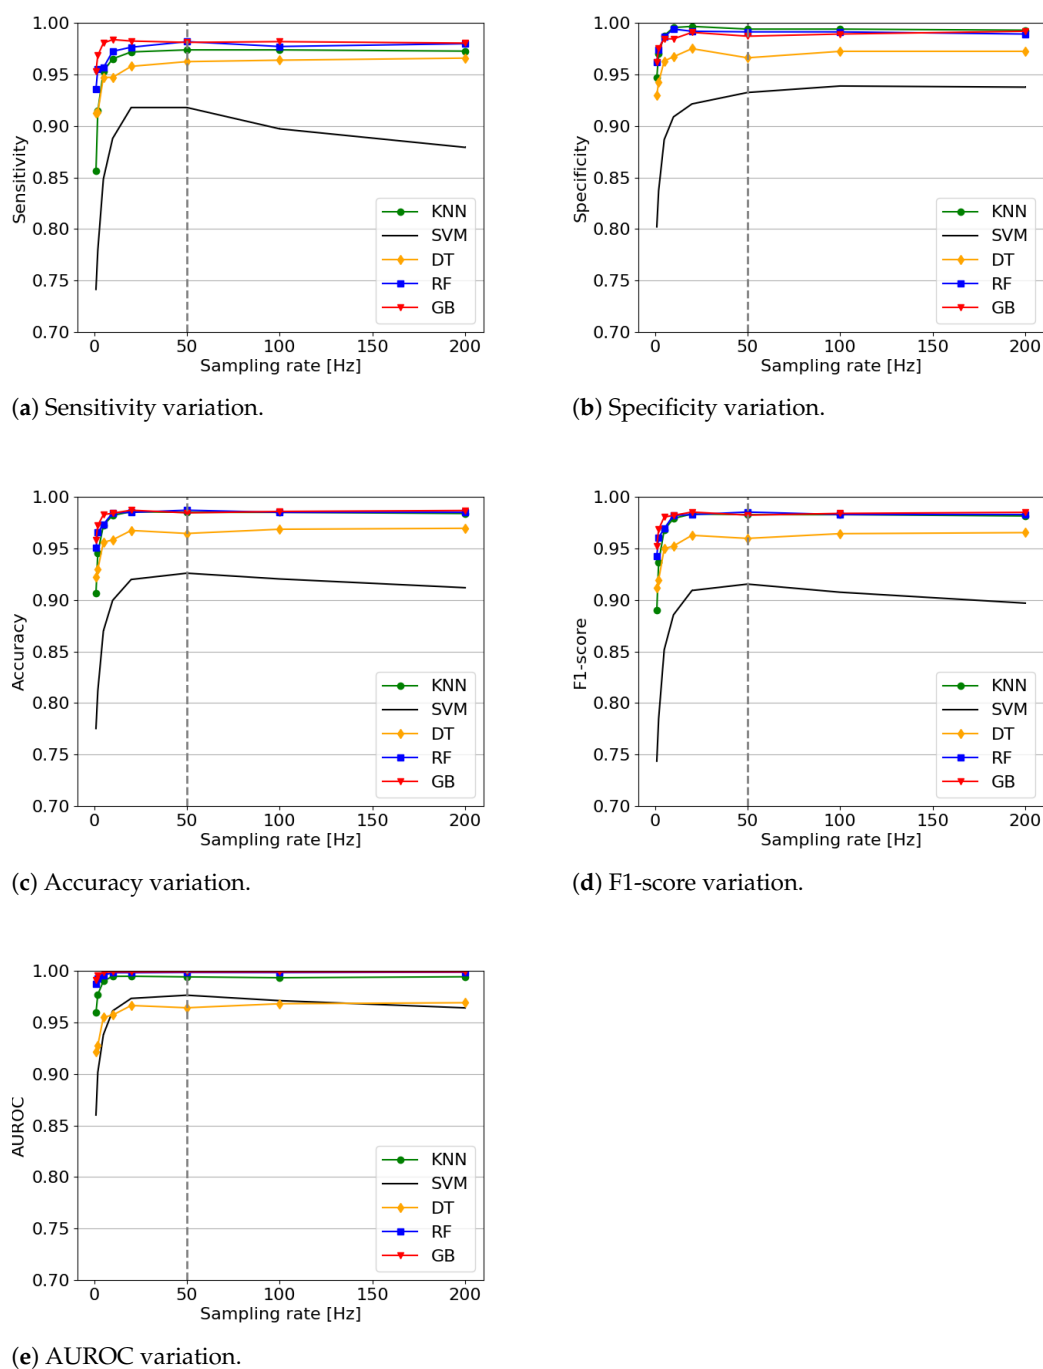 1.00
0.95
0.90
0.85
0.80
0.75
0.70
Sensitivity
0 50 100 150 200
Sampling rate [Hz]
KNN
SVM
DT
RF
GB
(a) Sensitivity variation.
1.00
0.95
0.90
0.85
0.80
0.75
0.70
Specificity
0 50 100 150 200
Sampling rate [Hz]
KNN
SVM
DT
RF
GB
(b) Specificity variation.
1.00
0.95
0.90
0.85
0.80
0.75
0.70
Accuracy
0 50 100 150 200
Sampling rate [Hz]
KNN
SVM
DT
RF
GB
(c) Accuracy variation.
1.00
0.95
0.90
0.85
0.80
0.75
0.70
F1-score
0 50 100 150 200
Sampling rate [Hz]
KNN
SVM
DT
RF
GB
(d) F1-score variation.
1.00
0.95
0.90
0.85
0.80
0.75
0.70
AUROC
0 50 100 150 200
Sampling rate [Hz]
KNN
SVM
DT
RF
GB
(e) AUROC variation.